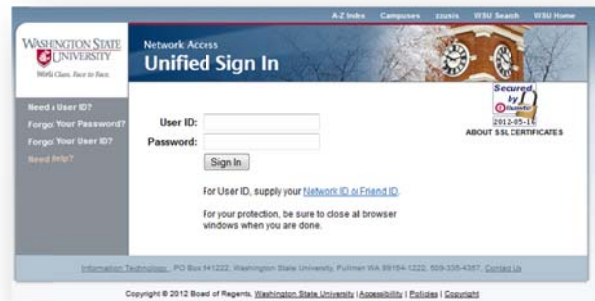 A-Z Index Campuses zzusis WSU Search WSU Home
WASHINGTON STATE
UNIVERSITY
World Class. Face to Face.
Network Access
Unified Sign In
Need a User ID?
Forgot Your Password?
Forgot Your User ID?
Need Help?
User ID:
Password:
Sign In
Secured
by
thawte
2012-05-11
ABOUT SSL CERTIFICATES
For User ID, supply your Network ID or Friend ID.
For your protection, be sure to close all browser
windows when you are done.
Information Technology, PO Box 641222, Washington State University, Pullman WA 99164-1222, 509-335-4357, Contact Us
Copyright © 2012 Board of Regents, Washington State University | Accessibility | Policies | Copyright